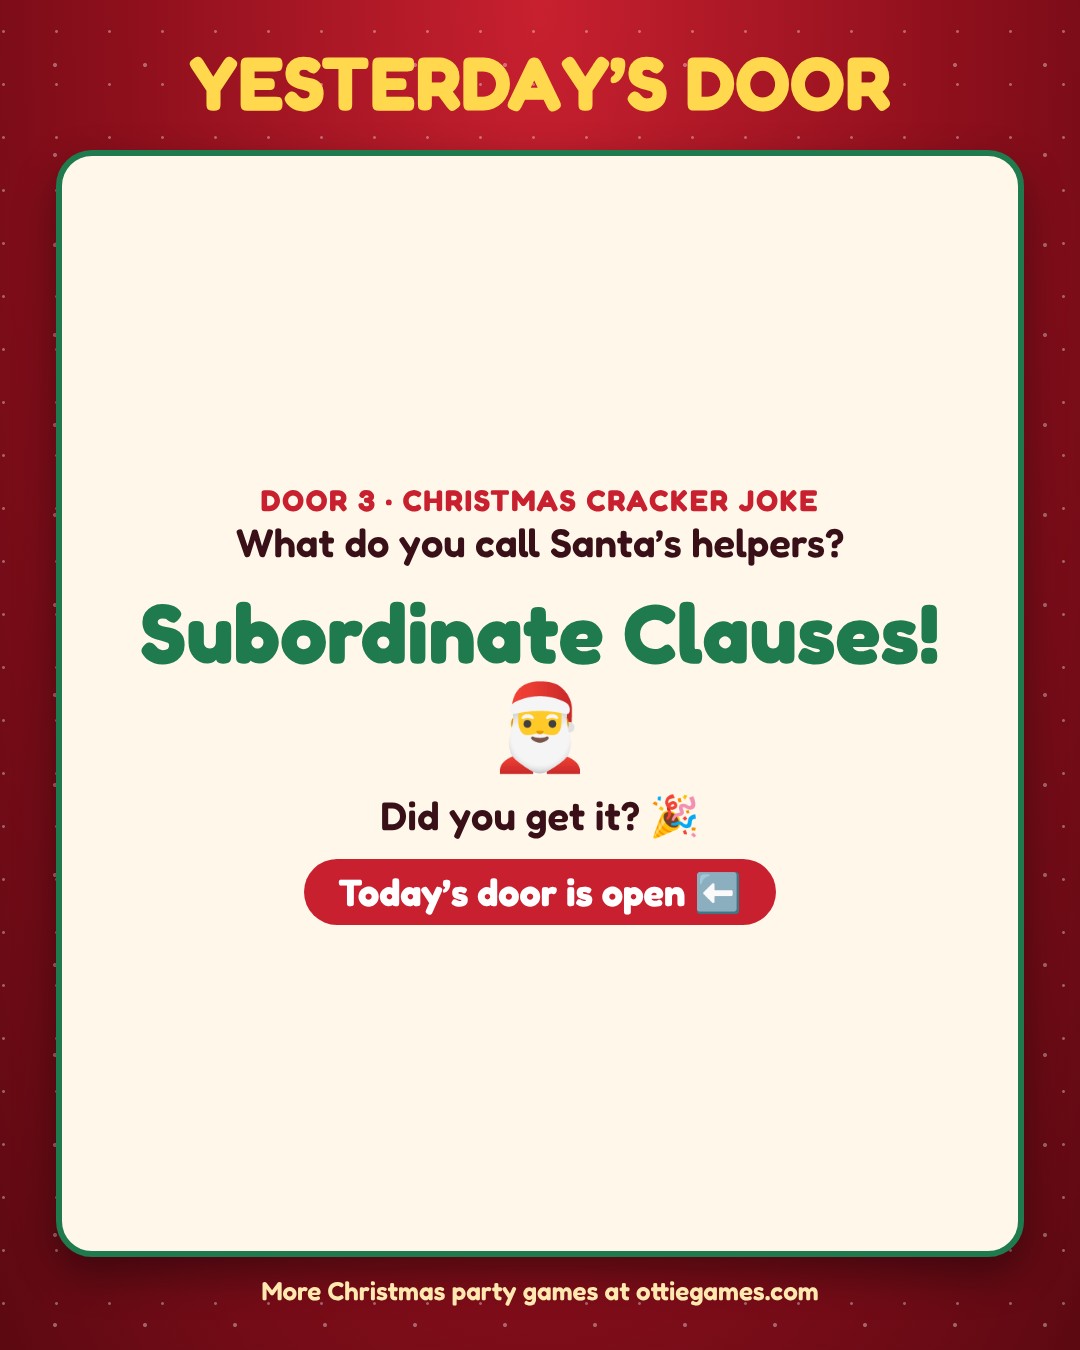 YESTERDAY’S DOOR
DOOR 3 · CHRISTMAS CRACKER JOKE
What do you call Santa’s helpers?
Subordinate Clauses!
🎅
Did you get it? 🎉
Today’s door is open ⬅️
More Christmas party games at ottiegames.com